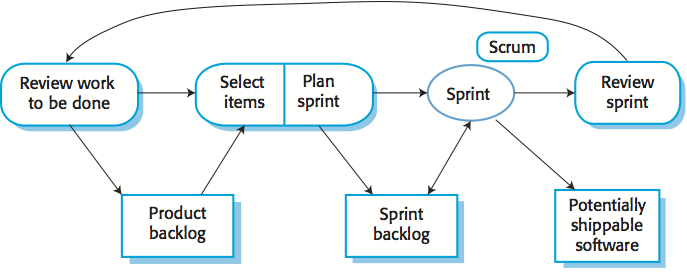 Scrum
Review work
to be done
Select
items
Plan
sprint
Sprint
Review
sprint
Product
backlog
Sprint
backlog
Potentially
shippable
software